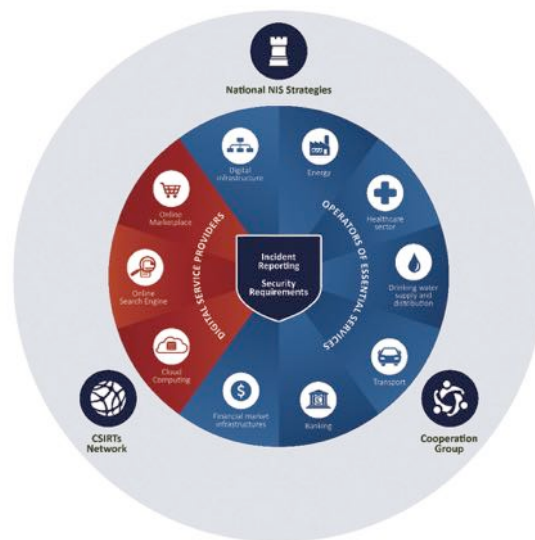 National NIS Strategies
Digital
infrastructure
Energy
Online
Marketplace
Healthcare
sector
DIGITAL SERVICE PROVIDERS
OPERATORS OF ESSENTIAL SERVICES
Incident
Reporting
Security
Requirements
Online
Search Engine
Drinking water
supply and
distribution
Cloud
Computing
Transport
Financial market
infrastructures
Banking
CSIRTs
Network
Cooperation
Group